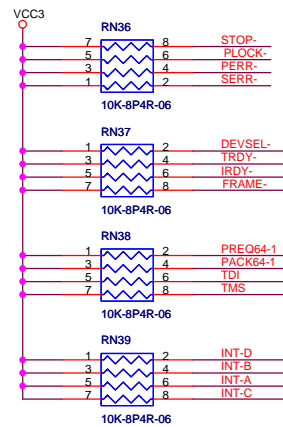 VCC3
RN36
7 8 STOP-
5 6 PLOCK-
3 4 PERR-
1 2 SERR-
10K-8P4R-06
RN37
1 2 DEVSEL-
3 4 TRDY-
5 6 IRDY-
7 8 FRAME-
10K-8P4R-06
RN38
1 2 PREQ64-1
3 4 PACK64-1
5 6 TDI
7 8 TMS
10K-8P4R-06
RN39
1 2 INT-D
3 4 INT-B
5 6 INT-A
7 8 INT-C
10K-8P4R-06